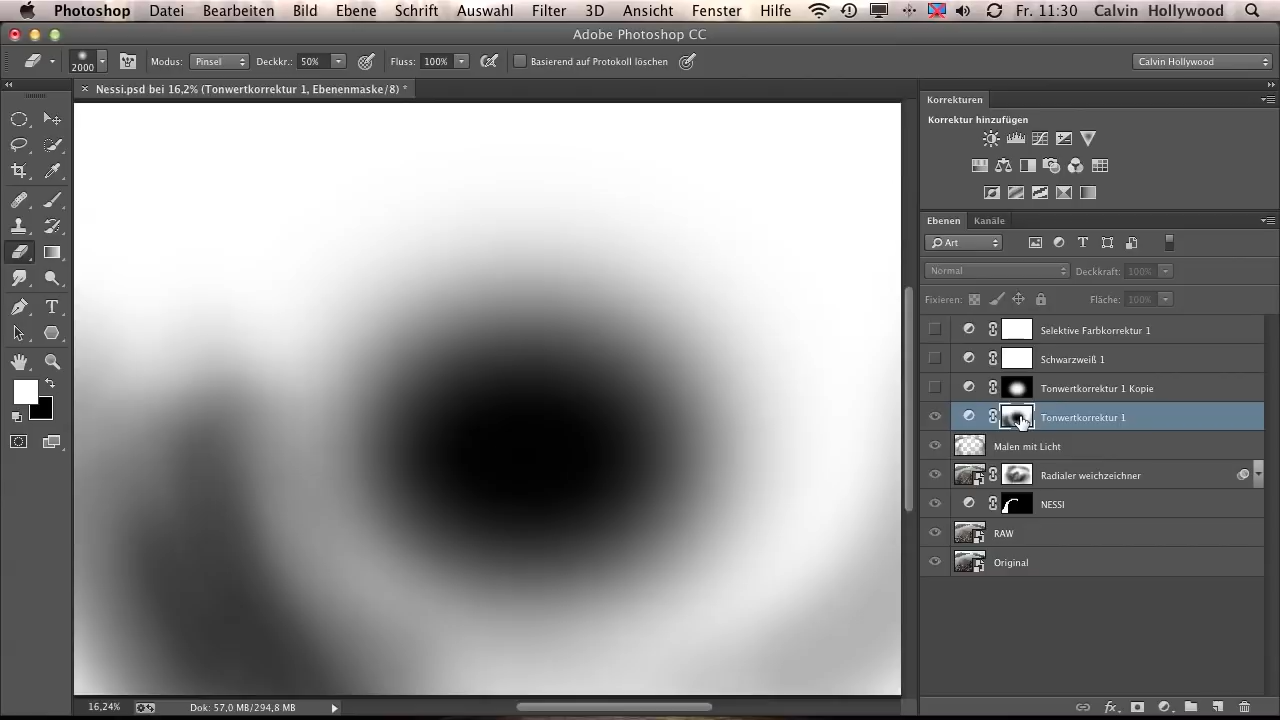 Photoshop Datei Bearbeiten Bild Ebene Schrift Auswahl Filter 3D Ansicht Fenster Hilfe Fr. 11:30 Calvin Hollywood
Adobe Photoshop CC
2000 Modus: Pinsel Deckkr.: 50% Fluss: 100% Basierend auf Protokoll löschen Calvin Hollywood
× Nessi.psd bei 16,2% (Tonwertkorrektur 1, Ebenenmaske/8) *
Korrekturen
Korrektur hinzufügen
Ebenen Kanäle
Art
Normal Deckkraft: 100%
Fixieren: Fläche: 100%
Selektive Farbkorrektur 1
Schwarzweiß 1
Tonwertkorrektur 1 Kopie
Tonwertkorrektur 1
Malen mit Licht
Radialer weichzeichner
NESSI
RAW
Original
16,24% Dok: 57,0 MB/294,8 MB